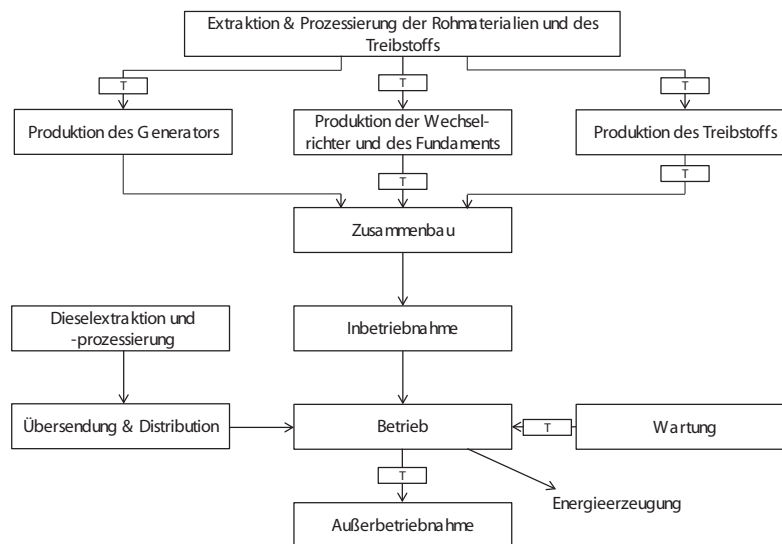 Extraktion & Prozessierung der Rohmaterialien und des
Treibstoffs
T
T
T
Produktion des Generators
Produktion der Wechsel-
richter und des Fundaments
Produktion des Treibstoffs
T
T
Zusammenbau
Dieselextraktion und
-prozessierung
Inbetriebnahme
Übersendung & Distribution
Betrieb
T
Wartung
T
Energieerzeugung
Außerbetriebnahme